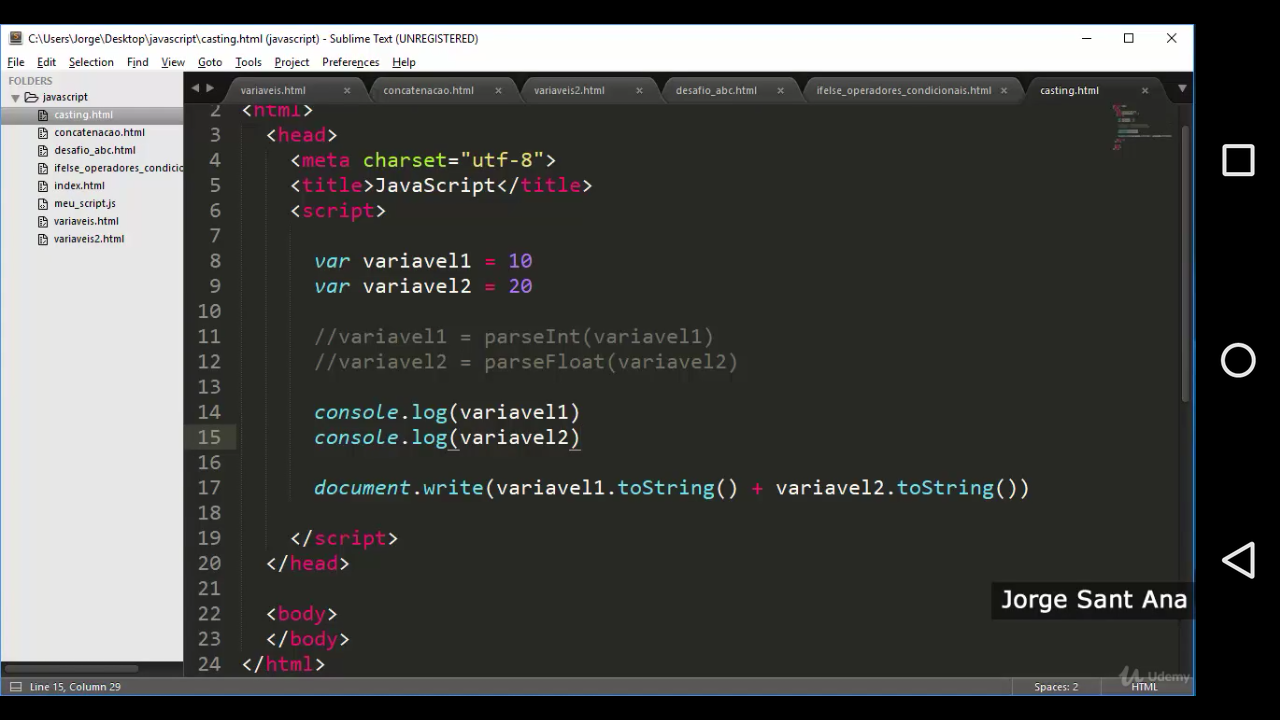 C:\Users\Jorge\Desktop\javascript\casting.html (javascript) - Sublime Text (UNREGISTERED)
File Edit Selection Find View Goto Tools Project Preferences Help
FOLDERS
javascript
casting.html
concatenacao.html
desafio_abc.html
ifelse_operadores_condicio
index.html
meu_script.js
variaveis.html
variaveis2.html
variaveis.html concatenacao.html variaveis2.html desafio_abc.html ifelse_operadores_condicionais.html casting.html
2 <html>
3 <head>
4 <meta charset="utf-8">
5 <title>JavaScript</title>
6 <script>
7
8 var variavel1 = 10
9 var variavel2 = 20
10
11 //variavel1 = parseInt(variavel1)
12 //variavel2 = parseFloat(variavel2)
13
14 console.log(variavel1)
15 console.log(variavel2)
16
17 document.write(variavel1.toString() + variavel2.toString())
18
19 </script>
20 </head>
21
22 <body>
23 </body>
24 </html>
Jorge Sant Ana
Udemy
Line 15, Column 29
Spaces: 2
HTML